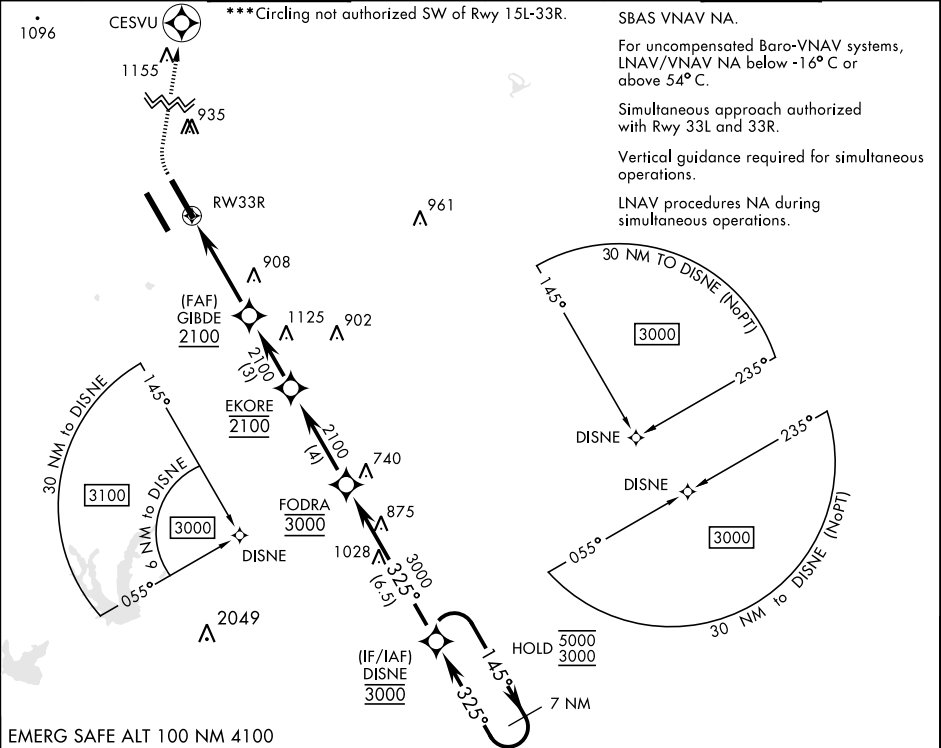 1096
CESVU
1155
935
***Circling not authorized SW of Rwy 15L-33R.
SBAS VNAV NA.
For uncompensated Baro-VNAV systems,
LNAV/VNAV NA below -16° C or
above 54° C.
Simultaneous approach authorized
with Rwy 33L and 33R.
Vertical guidance required for simultaneous
operations.
LNAV procedures NA during
simultaneous operations.
RW33R
961
908
(FAF)
GIBDE
2100
1125
902
2100
(3)
EKORE
2100
2100
(4)
740
FODRA
3000
875
1028
3000
325°
(6.5)
(IF/IAF)
DISNE
3000
HOLD
5000
3000
145°
325°
7 NM
30 NM TO DISNE (NoPT)
145°
3000
235°
DISNE
235°
DISNE
055°
3000
30 NM to DISNE (NoPT)
30 NM to DISNE
145°
3100
6 NM to DISNE
3000
DISNE
055°
2049
EMERG SAFE ALT 100 NM 4100